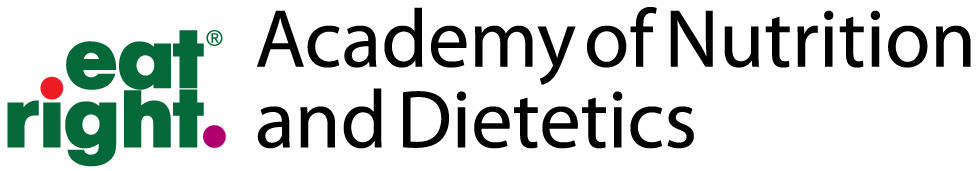 eat®
right.
Academy of Nutrition
and Dietetics